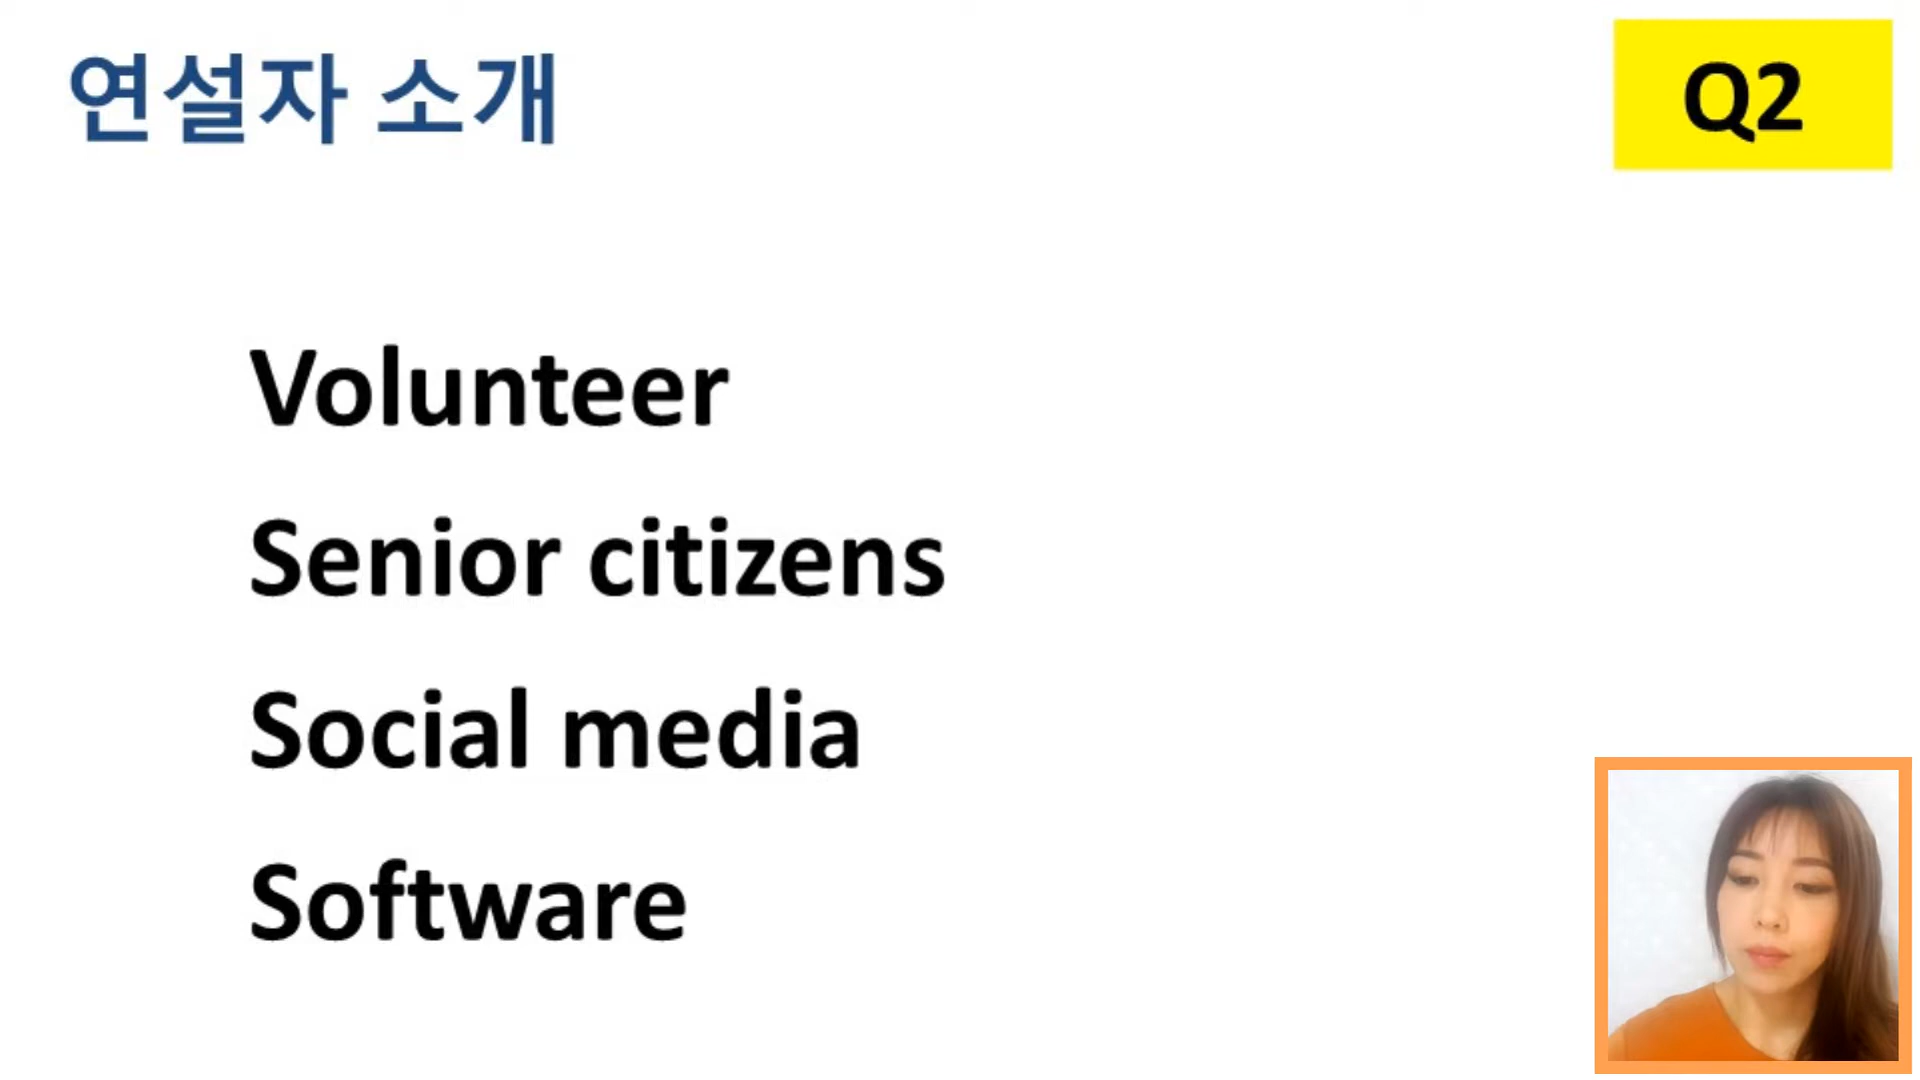 연설자 소개
Q2
Volunteer
Senior citizens
Social media
Software